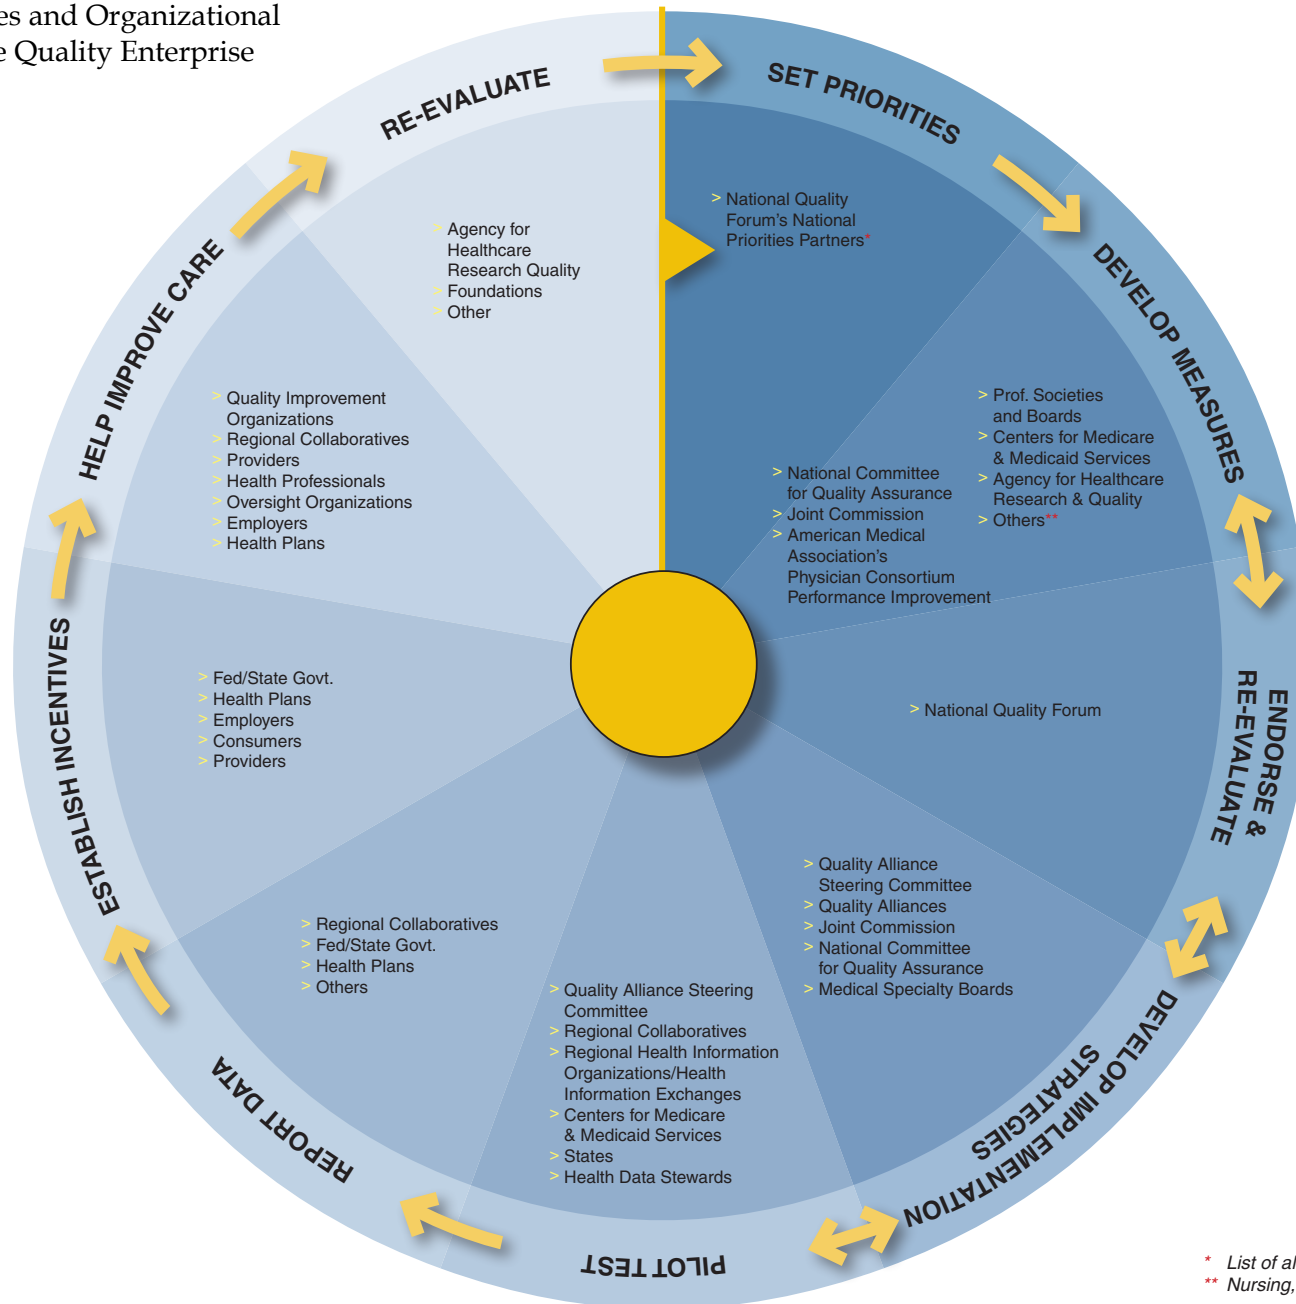 es and Organizational
e Quality Enterprise
SET PRIORITIES
> National Quality
Forum's National
Priorities Partners*
DEVELOP MEASURES
> Prof. Societies
and Boards
> Centers for Medicare
& Medicaid Services
> Agency for Healthcare
Research & Quality
> Others**
> National Committee
for Quality Assurance
> Joint Commission
> American Medical
Association's
Physician Consortium
Performance Improvement
ENDORSE &
RE-EVALUATE
> National Quality Forum
DEVELOP IMPLEMENTATION
STRATEGIES
> Quality Alliance
Steering Committee
> Quality Alliances
> Joint Commission
> National Committee
for Quality Assurance
> Medical Specialty Boards
PILOT TEST
> Quality Alliance Steering
Committee
> Regional Collaboratives
> Regional Health Information
Organizations/Health
Information Exchanges
> Centers for Medicare
& Medicaid Services
> States
> Health Data Stewards
REPORT DATA
> Regional Collaboratives
> Fed/State Govt.
> Health Plans
> Others
ESTABLISH INCENTIVES
> Fed/State Govt.
> Health Plans
> Employers
> Consumers
> Providers
HELP IMPROVE CARE
> Quality Improvement
Organizations
> Regional Collaboratives
> Providers
> Health Professionals
> Oversight Organizations
> Employers
> Health Plans
RE-EVALUATE
> Agency for
Healthcare
Research Quality
> Foundations
> Other
* List of al
** Nursing,